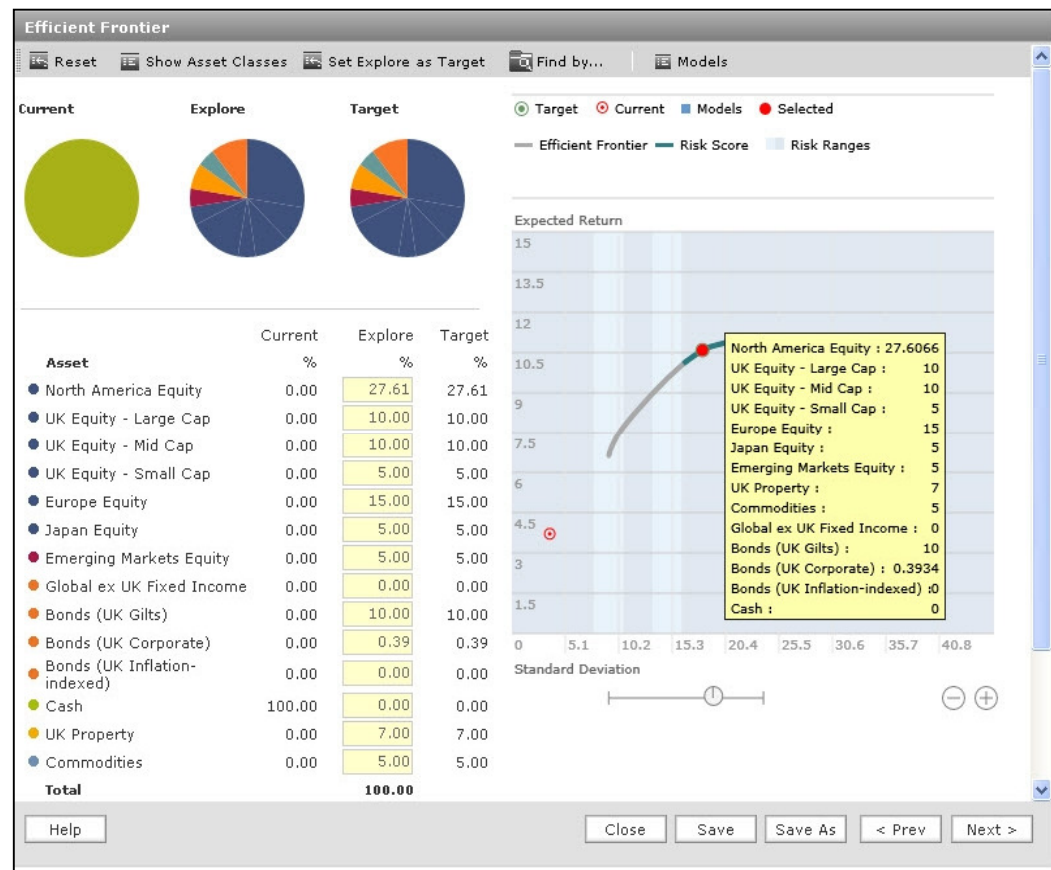 Efficient Frontier
Reset Show Asset Classes Set Explore as Target Find by... Models
Current Explore Target
Target Current Models Selected
Efficient Frontier Risk Score Risk Ranges
Expected Return
15
13.5
12
10.5
9
7.5
6
4.5
3
1.5
0 5.1 10.2 15.3 20.4 25.5 30.6 35.7 40.8
Standard Deviation
North America Equity : 27.6066
UK Equity - Large Cap : 10
UK Equity - Mid Cap : 10
UK Equity - Small Cap : 5
Europe Equity : 15
Japan Equity : 5
Emerging Markets Equity : 5
UK Property : 7
Commodities : 5
Global ex UK Fixed Income : 0
Bonds (UK Gilts) : 10
Bonds (UK Corporate) : 0.3934
Bonds (UK Inflation-indexed) :0
Cash : 0
Current Explore Target
Asset % % %
North America Equity 0.00 27.61 27.61
UK Equity - Large Cap 0.00 10.00 10.00
UK Equity - Mid Cap 0.00 10.00 10.00
UK Equity - Small Cap 0.00 5.00 5.00
Europe Equity 0.00 15.00 15.00
Japan Equity 0.00 5.00 5.00
Emerging Markets Equity 0.00 5.00 5.00
Global ex UK Fixed Income 0.00 0.00 0.00
Bonds (UK Gilts) 0.00 10.00 10.00
Bonds (UK Corporate) 0.00 0.39 0.39
Bonds (UK Inflation-
indexed) 0.00 0.00 0.00
Cash 100.00 0.00 0.00
UK Property 0.00 7.00 7.00
Commodities 0.00 5.00 5.00
Total 100.00
Help Close Save Save As < Prev Next >